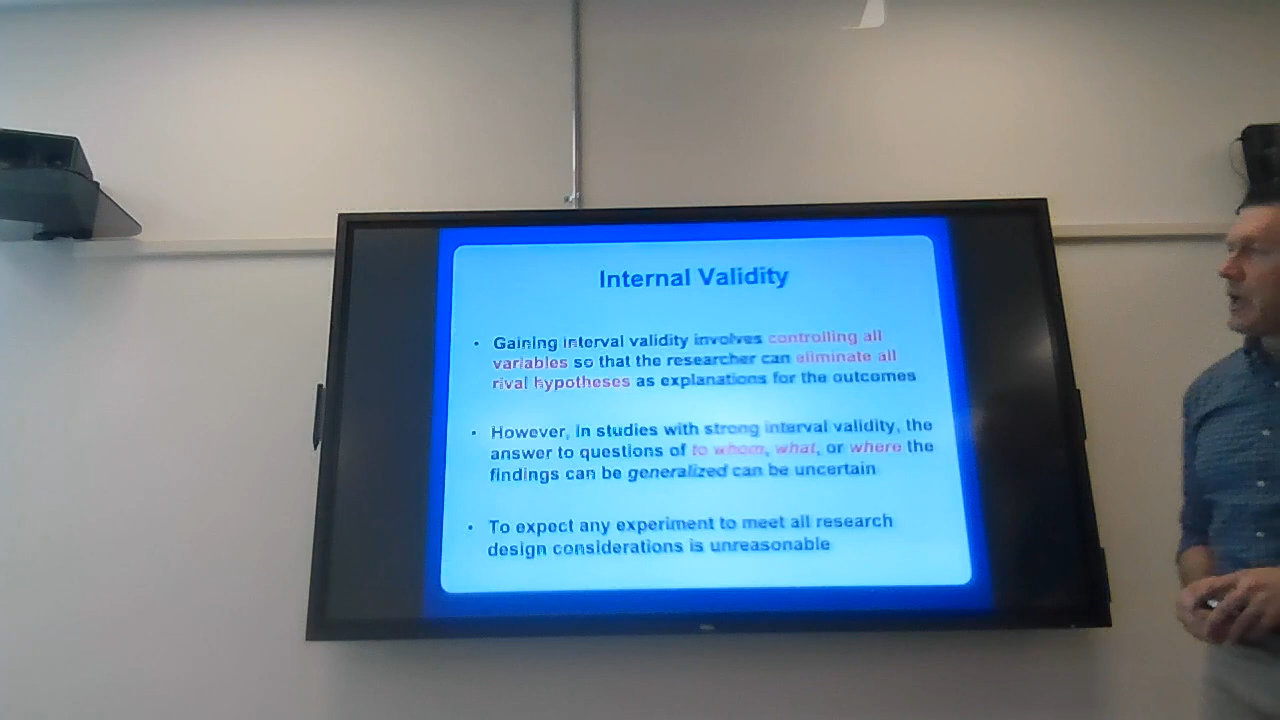 Internal Validity
• Gaining interval validity involves controlling all
variables so that the researcher can eliminate all
rival hypotheses as explanations for the outcomes
• However, in studies with strong interval validity, the
answer to questions of to whom, what, or where the
findings can be generalized can be uncertain
• To expect any experiment to meet all research
design considerations is unreasonable